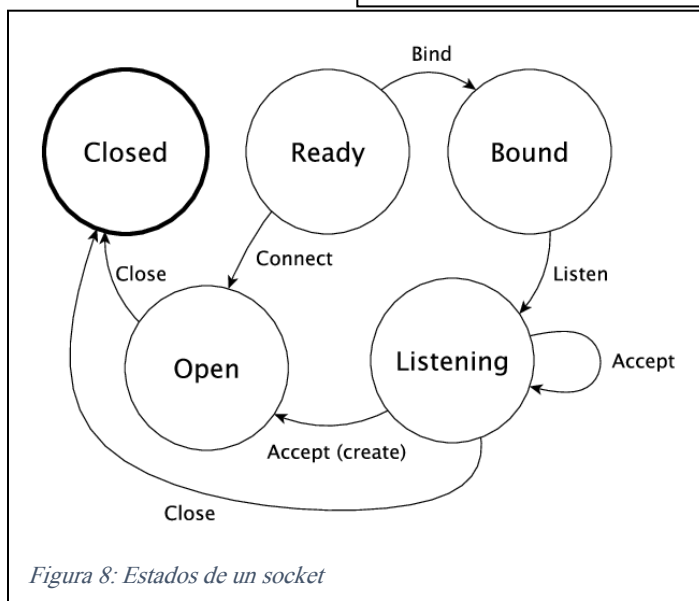 Bind
Closed
Ready
Bound
Close
Connect
Listen
Open
Listening
Accept
Accept (create)
Close
Figura 8: Estados de un socket